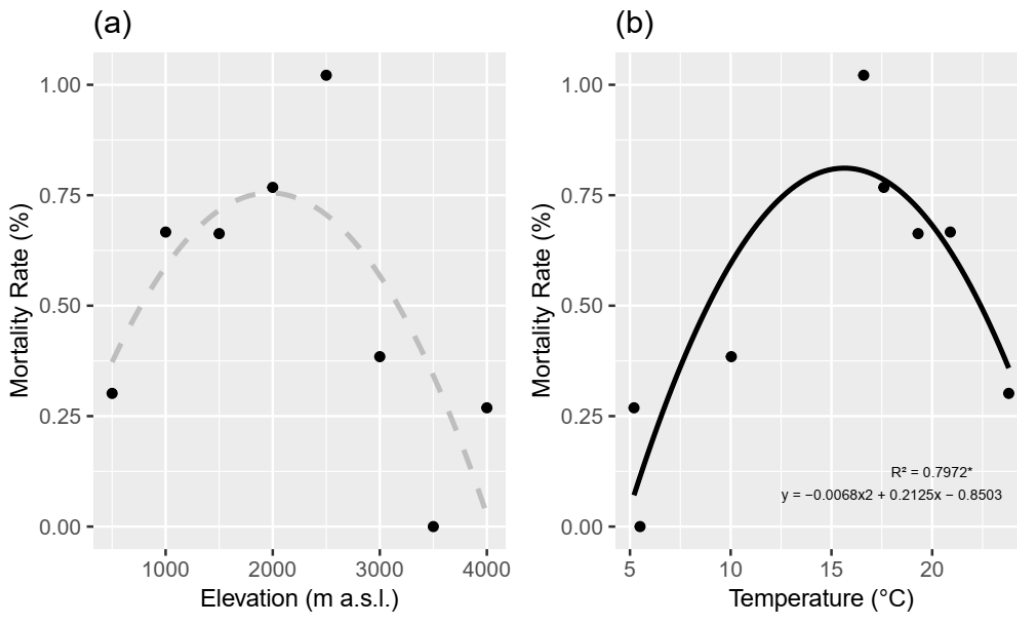 (a)
Mortality Rate (%)
1.00
0.75
0.50
0.25
0.00
1000 2000 3000 4000
Elevation (m a.s.l.)
(b)
Mortality Rate (%)
1.00
0.75
0.50
0.25
0.00
R² = 0.7972*
y = −0.0068x2 + 0.2125x − 0.8503
5 10 15 20
Temperature (°C)